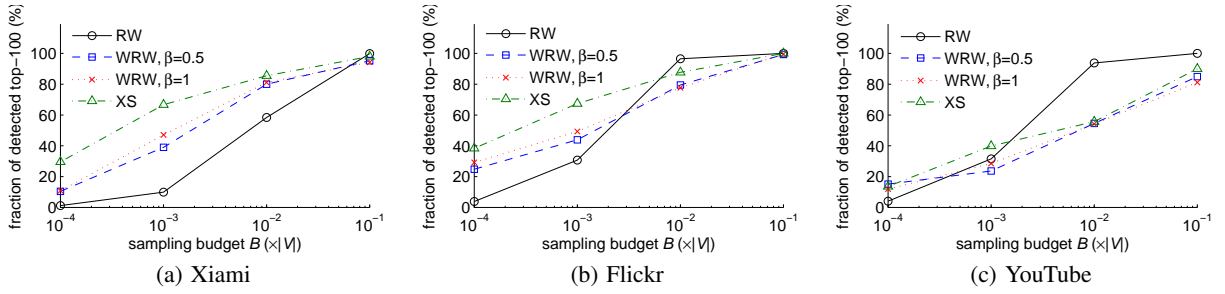 fraction of detected top-100 (%)
100
80
60
40
20
0
RW
WRW, β=0.5
WRW, β=1
XS
10⁻⁴ 10⁻³ 10⁻² 10⁻¹
sampling budget B (×|V|)
(a) Xiami
fraction of detected top-100 (%)
100
80
60
40
20
0
RW
WRW, β=0.5
WRW, β=1
XS
10⁻⁴ 10⁻³ 10⁻² 10⁻¹
sampling budget B (×|V|)
(b) Flickr
fraction of detected top-100 (%)
100
80
60
40
20
0
RW
WRW, β=0.5
WRW, β=1
XS
10⁻⁴ 10⁻³ 10⁻² 10⁻¹
sampling budget B (×|V|)
(c) YouTube